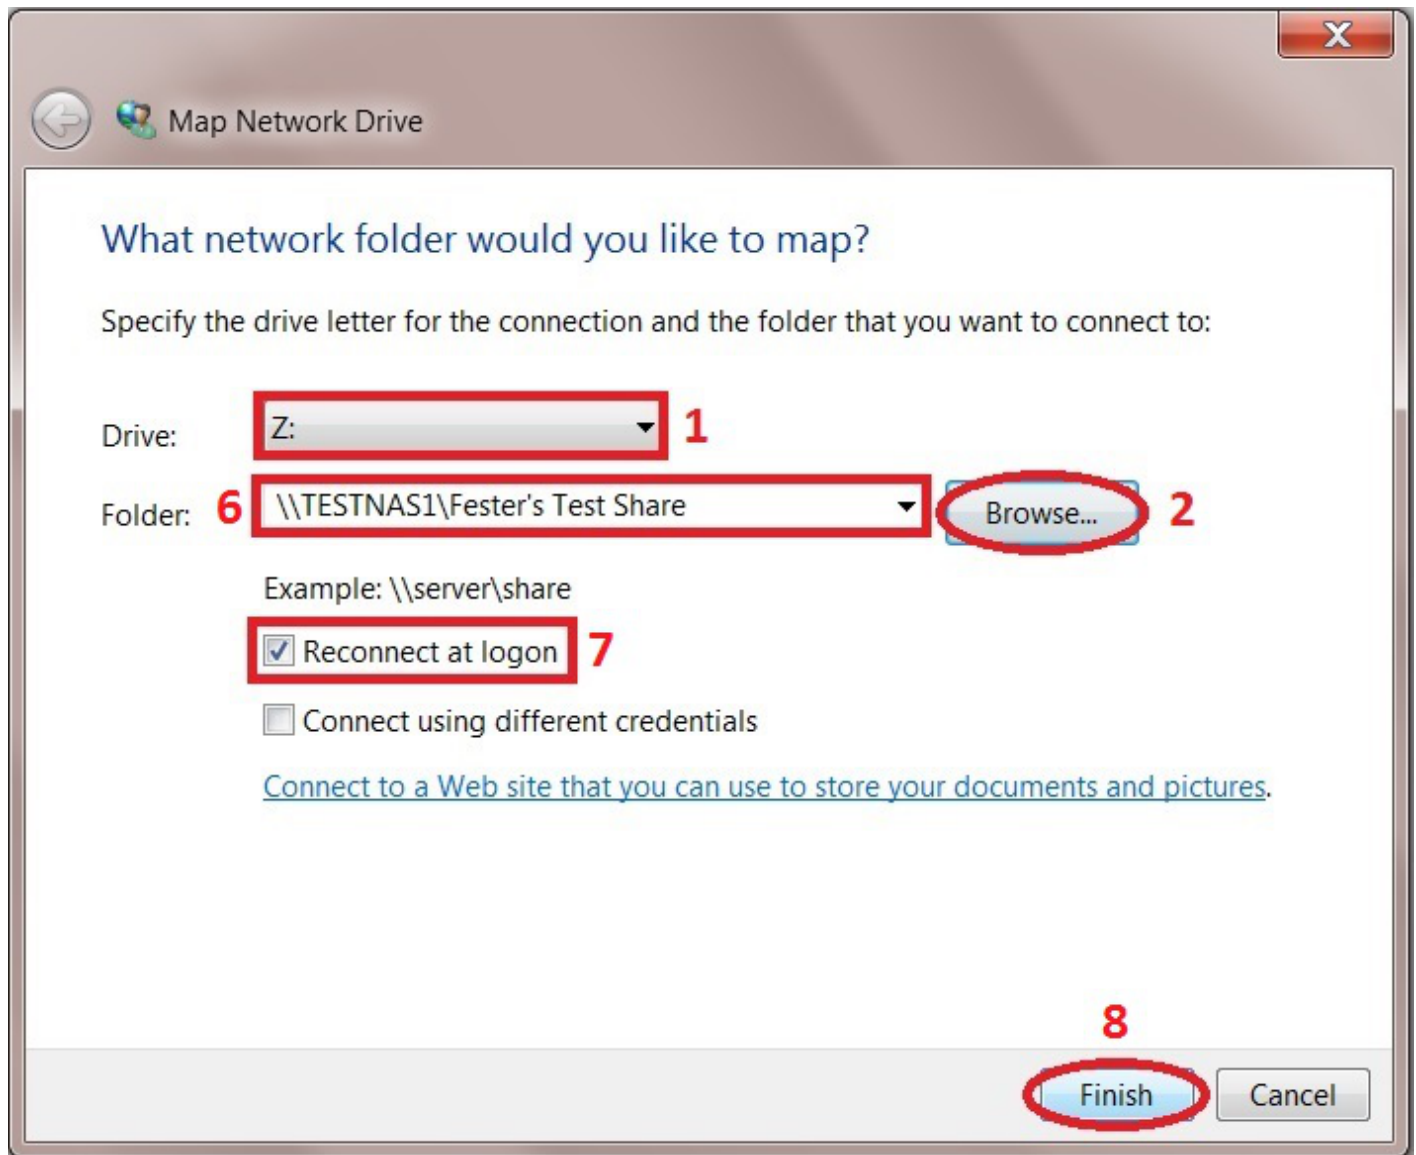 X
Map Network Drive
What network folder would you like to map?
Specify the drive letter for the connection and the folder that you want to connect to:
Drive: Z: 1
Folder: 6 \\TESTNAS1\Fester's Test Share Browse... 2
Example: \\server\share
Reconnect at logon 7
Connect using different credentials
Connect to a Web site that you can use to store your documents and pictures.
8
Finish Cancel